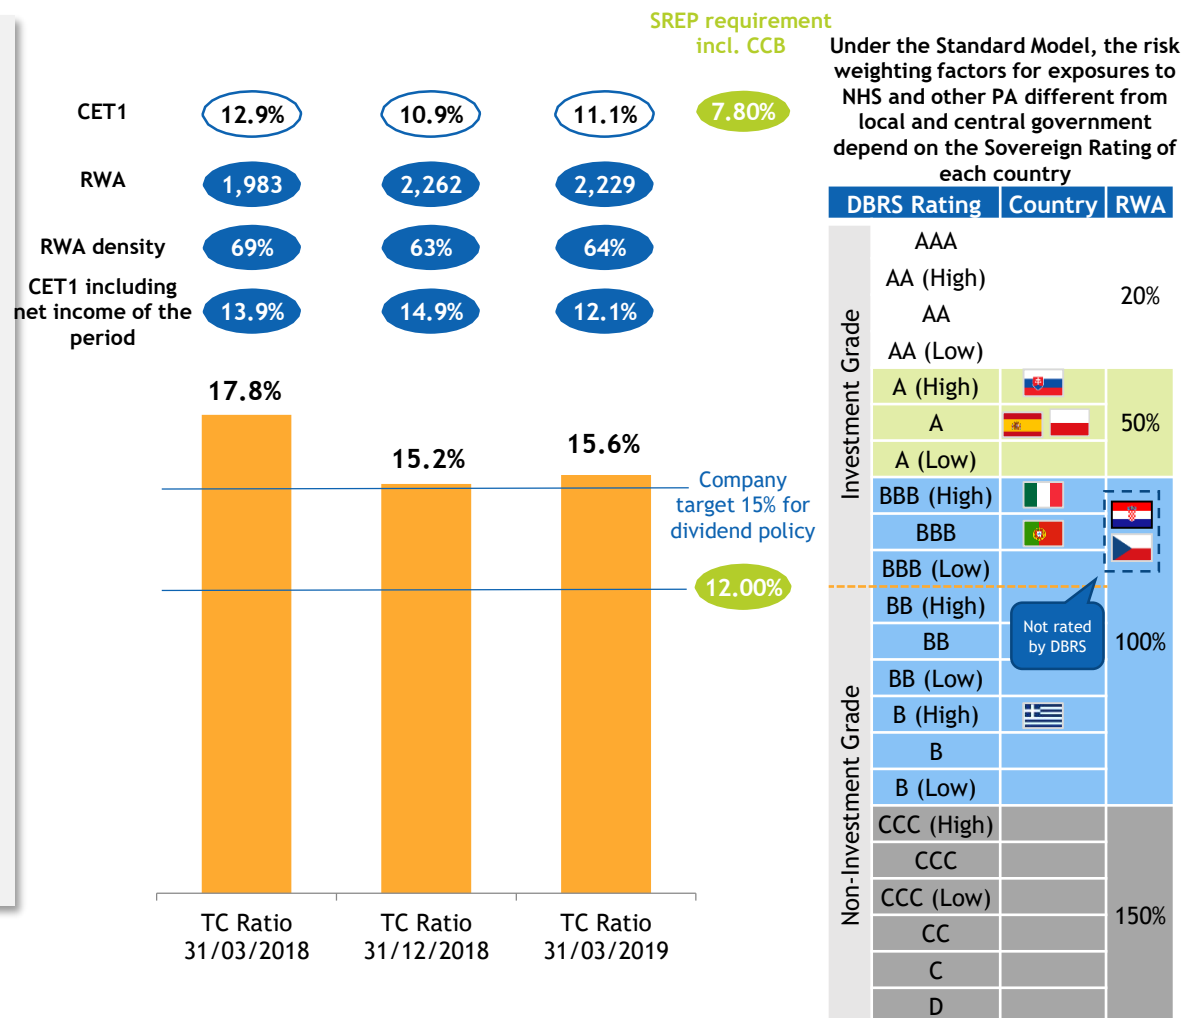 SREP requirement
incl. CCB
Under the Standard Model, the risk
weighting factors for exposures to
NHS and other PA different from
local and central government
depend on the Sovereign Rating of
each country
CET1
12.9%
10.9%
11.1%
7.80%
RWA
1,983
2,262
2,229
RWA density
69%
63%
64%
CET1 including
net income of the
period
13.9%
14.9%
12.1%
17.8%
15.2%
15.6%
Company
target 15% for
dividend policy
12.00%
TC Ratio
31/03/2018
TC Ratio
31/12/2018
TC Ratio
31/03/2019
DBRS Rating
Country
RWA
Investment Grade
AAA
AA (High)
AA
AA (Low)
20%
A (High)
A
A (Low)
50%
BBB (High)
BBB
BBB (Low)
Non-Investment Grade
BB (High)
BB
BB (Low)
B (High)
B
B (Low)
Not rated
by DBRS
100%
CCC (High)
CCC
CCC (Low)
CC
C
D
150%